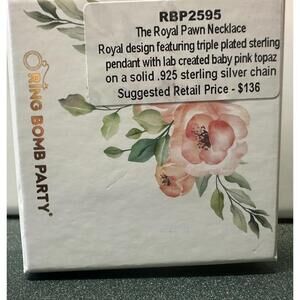 RBP2595
The Royal Pawn Necklace
Royal design featuring triple plated sterling
pendant with lab created baby pink topaz
on a solid .925 sterling silver chain
Suggested Retail Price - $136
RING BOMB PARTY®